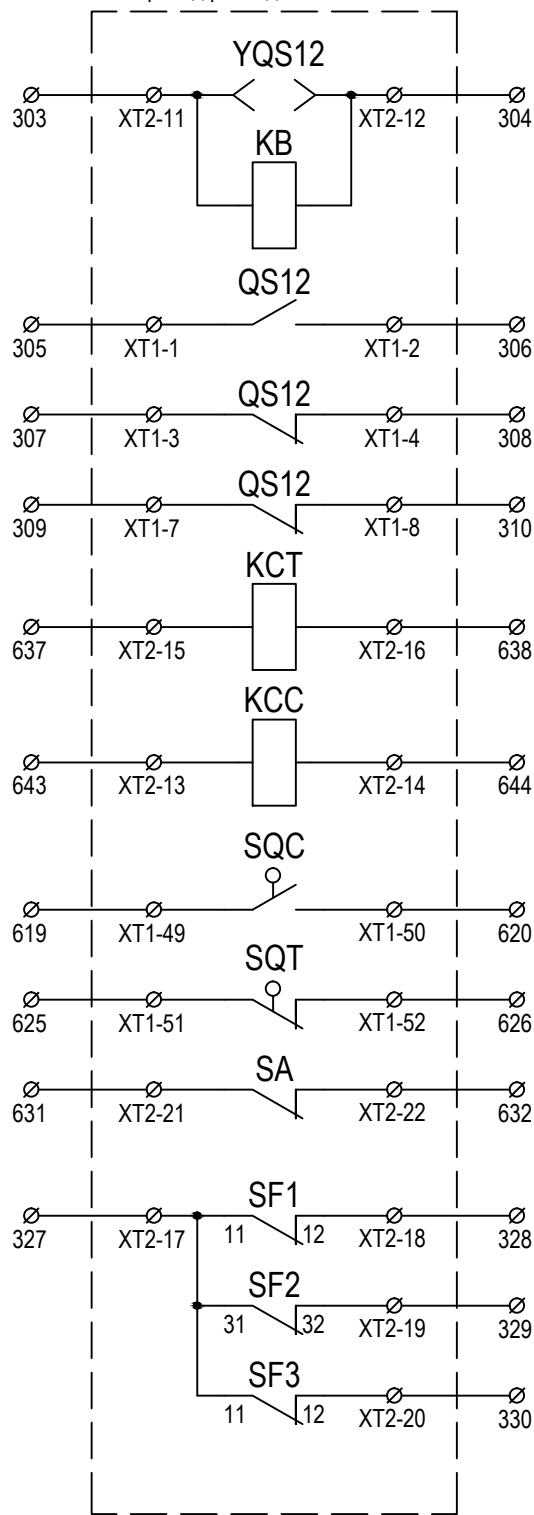 YQS12
303 XT2-11 XT2-12 304
KB
QS12
305 XT1-1 XT1-2 306
QS12
307 XT1-3 XT1-4 308
QS12
309 XT1-7 XT1-8 310
KCT
637 XT2-15 XT2-16 638
KCC
643 XT2-13 XT2-14 644
SQC
619 XT1-49 XT1-50 620
SQT
625 XT1-51 XT1-52 626
SA
631 XT2-21 XT2-22 632
SF1
327 XT2-17 11 12 XT2-18 328
SF2
31 32 XT2-19 329
SF3
11 12 XT2-20 330